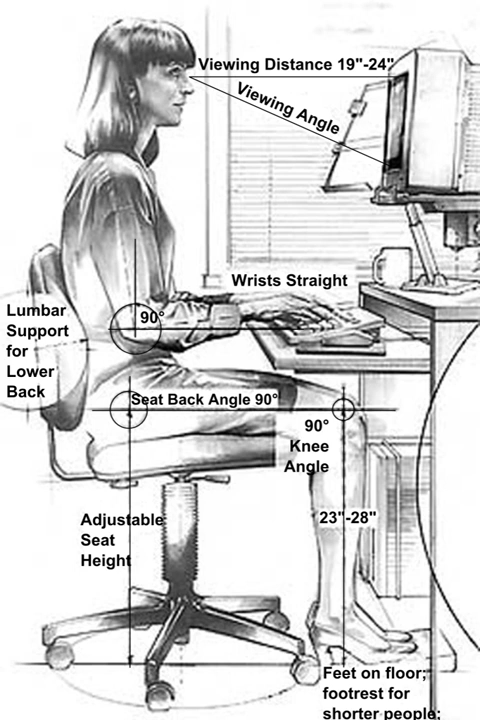 Viewing Distance 19"-24"
Viewing Angle
Wrists Straight
90°
Lumbar
Support
for
Lower
Back
Seat Back Angle 90°
90°
Knee
Angle
Adjustable
Seat
Height
23"-28"
Feet on floor;
footrest for
shorter people;